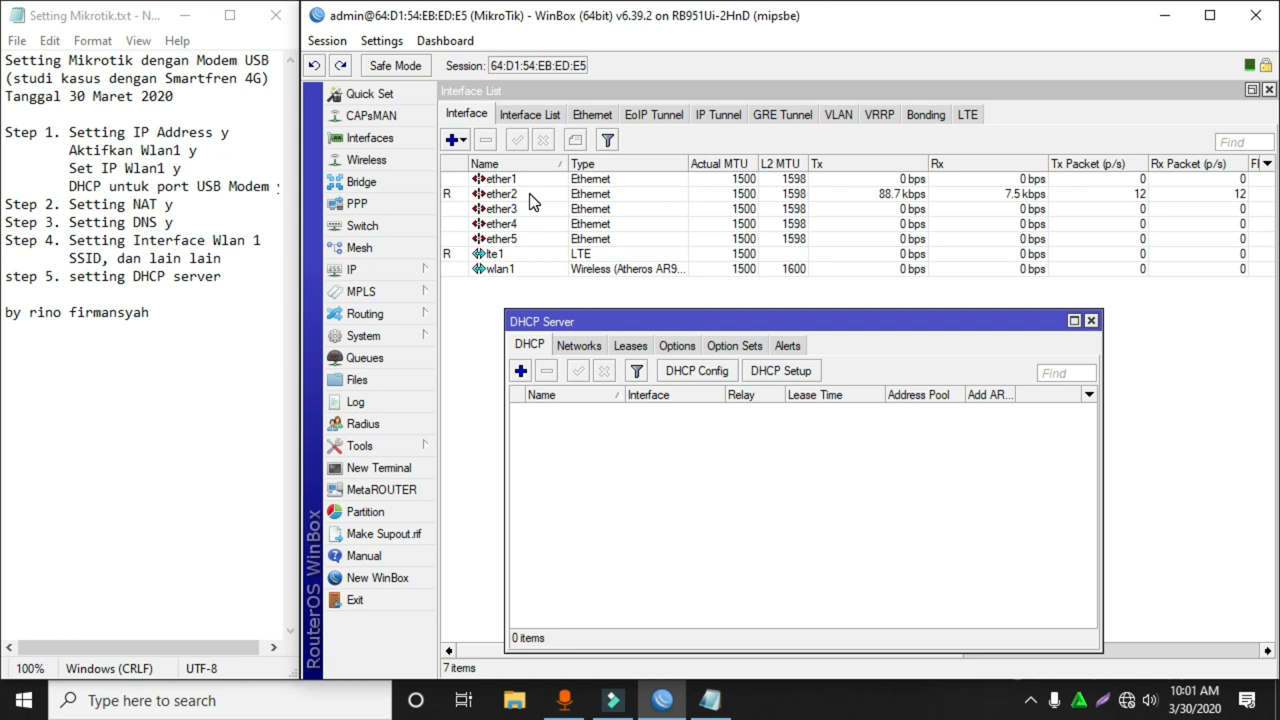 Setting Mikrotik.txt - N...
File Edit Format View Help
Setting Mikrotik dengan Modem USB
(studi kasus dengan Smartfren 4G)
Tanggal 30 Maret 2020
Step 1. Setting IP Address y
Aktifkan Wlan1 y
Set IP Wlan1 y
DHCP untuk port USB Modem
Step 2. Setting NAT y
Step 3. Setting DNS y
Step 4. Setting Interface Wlan 1
SSID, dan lain lain
step 5. setting DHCP server
by rino firmansyah
100% Windows (CRLF) UTF-8
admin@64:D1:54:EB:ED:E5 (MikroTik) - WinBox (64bit) v6.39.2 on RB951Ui-2HnD (mipsbe)
Session Settings Dashboard
Safe Mode Session: 64:D1:54:EB:ED:E5
RouterOS WinBox
Quick Set
CAPsMAN
Interfaces
Wireless
Bridge
PPP
Switch
Mesh
IP
MPLS
Routing
System
Queues
Files
Log
Radius
Tools
New Terminal
MetaROUTER
Partition
Make Supout.rif
Manual
New WinBox
Exit
Interface List
Interface Interface List Ethernet EoIP Tunnel IP Tunnel GRE Tunnel VLAN VRRP Bonding LTE
Find
Name Type Actual MTU L2 MTU Tx Rx Tx Packet (p/s) Rx Packet (p/s) Fl
ether1 Ethernet 1500 1598 0 bps 0 bps 0 0
R ether2 Ethernet 1500 1598 88.7 kbps 7.5 kbps 12 12
ether3 Ethernet 1500 1598 0 bps 0 bps 0 0
ether4 Ethernet 1500 1598 0 bps 0 bps 0 0
ether5 Ethernet 1500 1598 0 bps 0 bps 0 0
R lte1 LTE 1500 0 bps 0 bps 0 0
wlan1 Wireless (Atheros AR9... 1500 1600 0 bps 0 bps 0 0
DHCP Server
DHCP Networks Leases Options Option Sets Alerts
DHCP Config DHCP Setup Find
Name Interface Relay Lease Time Address Pool Add AR...
0 items
7 items
Type here to search
10:01 AM
3/30/2020